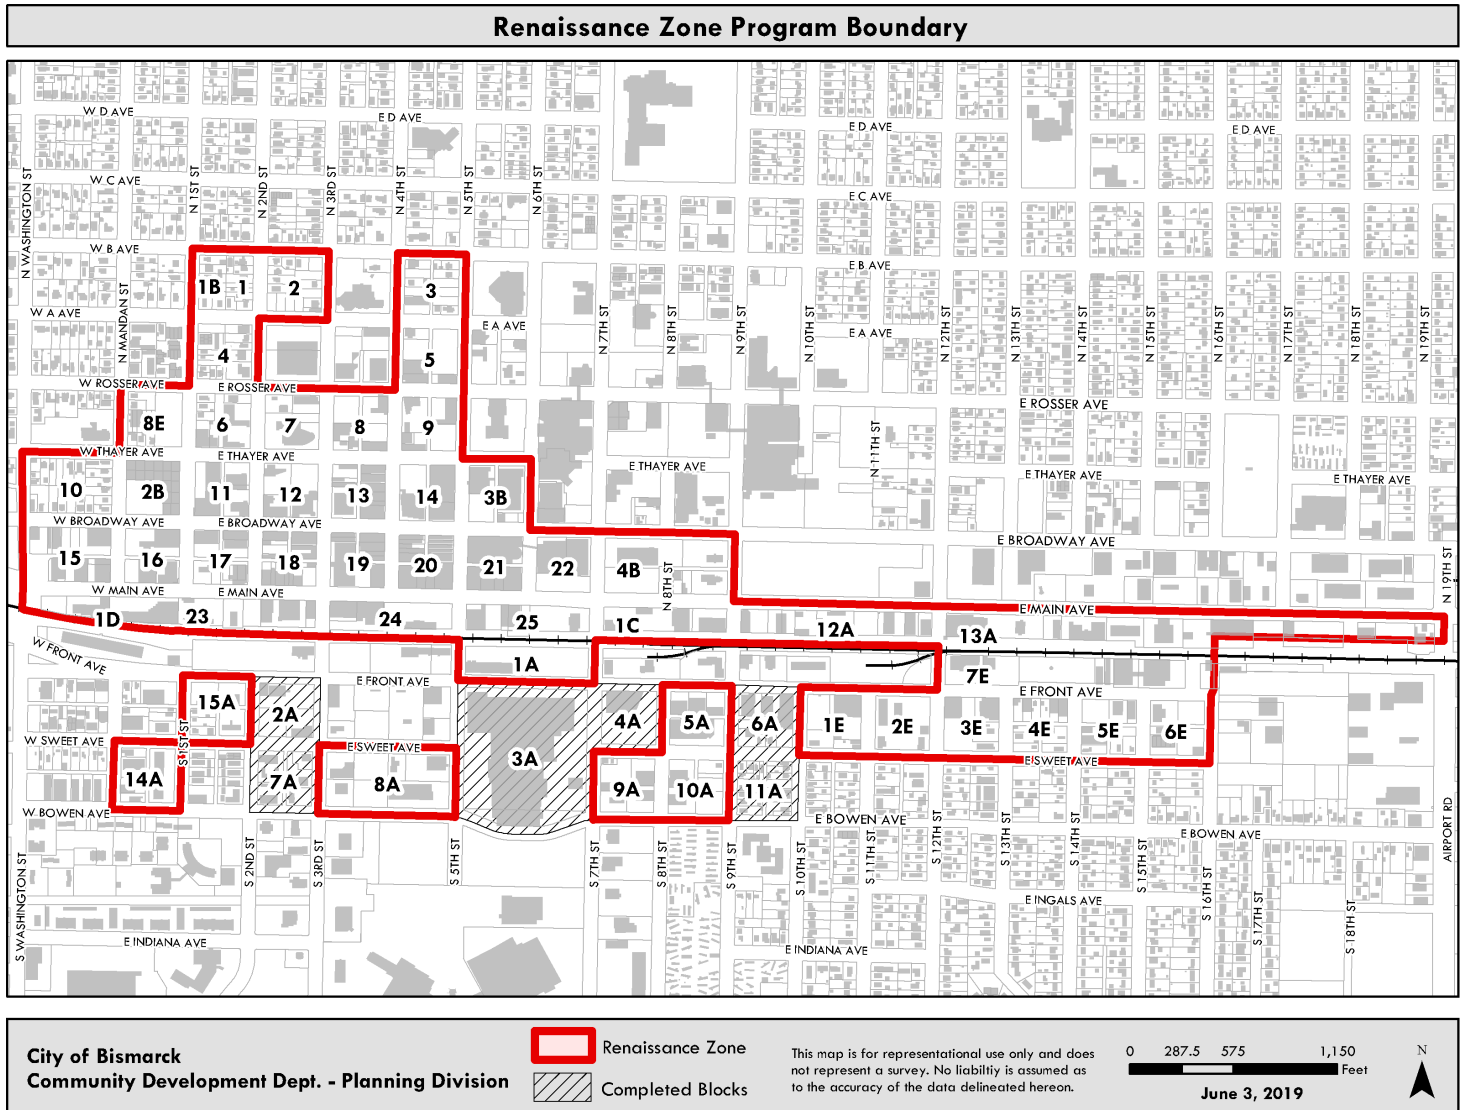 Renaissance Zone Program Boundary
W D AVE
E D AVE
E D AVE
E D AVE
W C AVE
E C AVE
N WASHINGTON ST
N 1ST ST
N 2ND ST
N 3RD ST
N 4TH ST
N 5TH ST
N 6TH ST
W B AVE
E B AVE
N MANDAN ST
1B
1
2
3
W A AVE
E A AVE
E A AVE
N 7TH ST
N 8TH ST
N 9TH ST
N 10TH ST
N 12TH ST
N 13TH ST
N 14TH ST
N 15TH ST
N 16TH ST
N 17TH ST
N 18TH ST
N 19TH ST
4
5
W ROSSER AVE
E ROSSER AVE
E ROSSER AVE
8E
6
7
8
9
N 11TH ST
W THAYER AVE
E THAYER AVE
E THAYER AVE
E THAYER AVE
E THAYER AVE
10
2B
11
12
13
14
3B
W BROADWAY AVE
E BROADWAY AVE
E BROADWAY AVE
15
16
17
18
19
20
21
22
4B
N 8TH ST
N 19TH ST
W MAIN AVE
E MAIN AVE
E MAIN AVE
1D
23
24
25
1C
12A
13A
W FRONT AVE
1A
7E
E FRONT AVE
E FRONT AVE
15A
2A
4A
5A
6A
1E
2E
3E
4E
5E
6E
S 1ST ST
W SWEET AVE
E SWEET AVE
E SWEET AVE
14A
7A
8A
3A
9A
10A
11A
W BOWEN AVE
E BOWEN AVE
E BOWEN AVE
S WASHINGTON ST
S 2ND ST
S 3RD ST
S 5TH ST
S 7TH ST
S 8TH ST
S 9TH ST
S 10TH ST
S 11TH ST
S 12TH ST
S 13TH ST
S 14TH ST
S 15TH ST
S 16TH ST
S 17TH ST
S 18TH ST
AIRPORT RD
E INGALS AVE
E INDIANA AVE
E INDIANA AVE
City of Bismarck
Community Development Dept. - Planning Division
Renaissance Zone
Completed Blocks
This map is for representational use only and does
not represent a survey. No liabiltiy is assumed as
to the accuracy of the data delineated hereon.
0 287.5 575 1,150
Feet
June 3, 2019
N